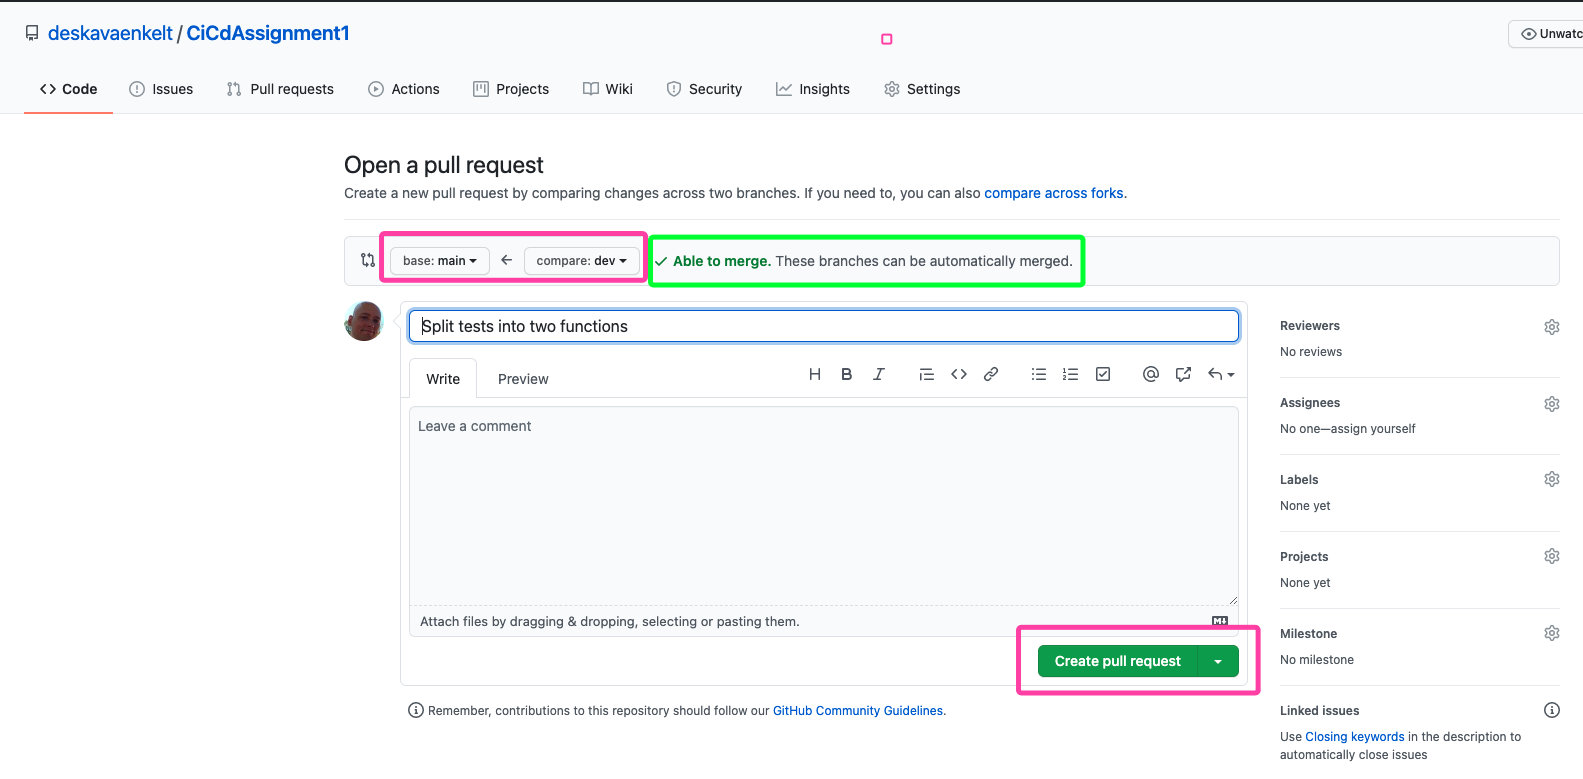 deskavaenkelt / CiCdAssignment1
Unwatc
Code Issues Pull requests Actions Projects Wiki Security Insights Settings
Open a pull request
Create a new pull request by comparing changes across two branches. If you need to, you can also compare across forks.
base: main compare: dev Able to merge. These branches can be automatically merged.
Split tests into two functions
Write Preview H B I
Leave a comment
Attach files by dragging & dropping, selecting or pasting them.
Create pull request
Remember, contributions to this repository should follow our GitHub Community Guidelines.
Reviewers
No reviews
Assignees
No one—assign yourself
Labels
None yet
Projects
None yet
Milestone
No milestone
Linked issues
Use Closing keywords in the description to
automatically close issues